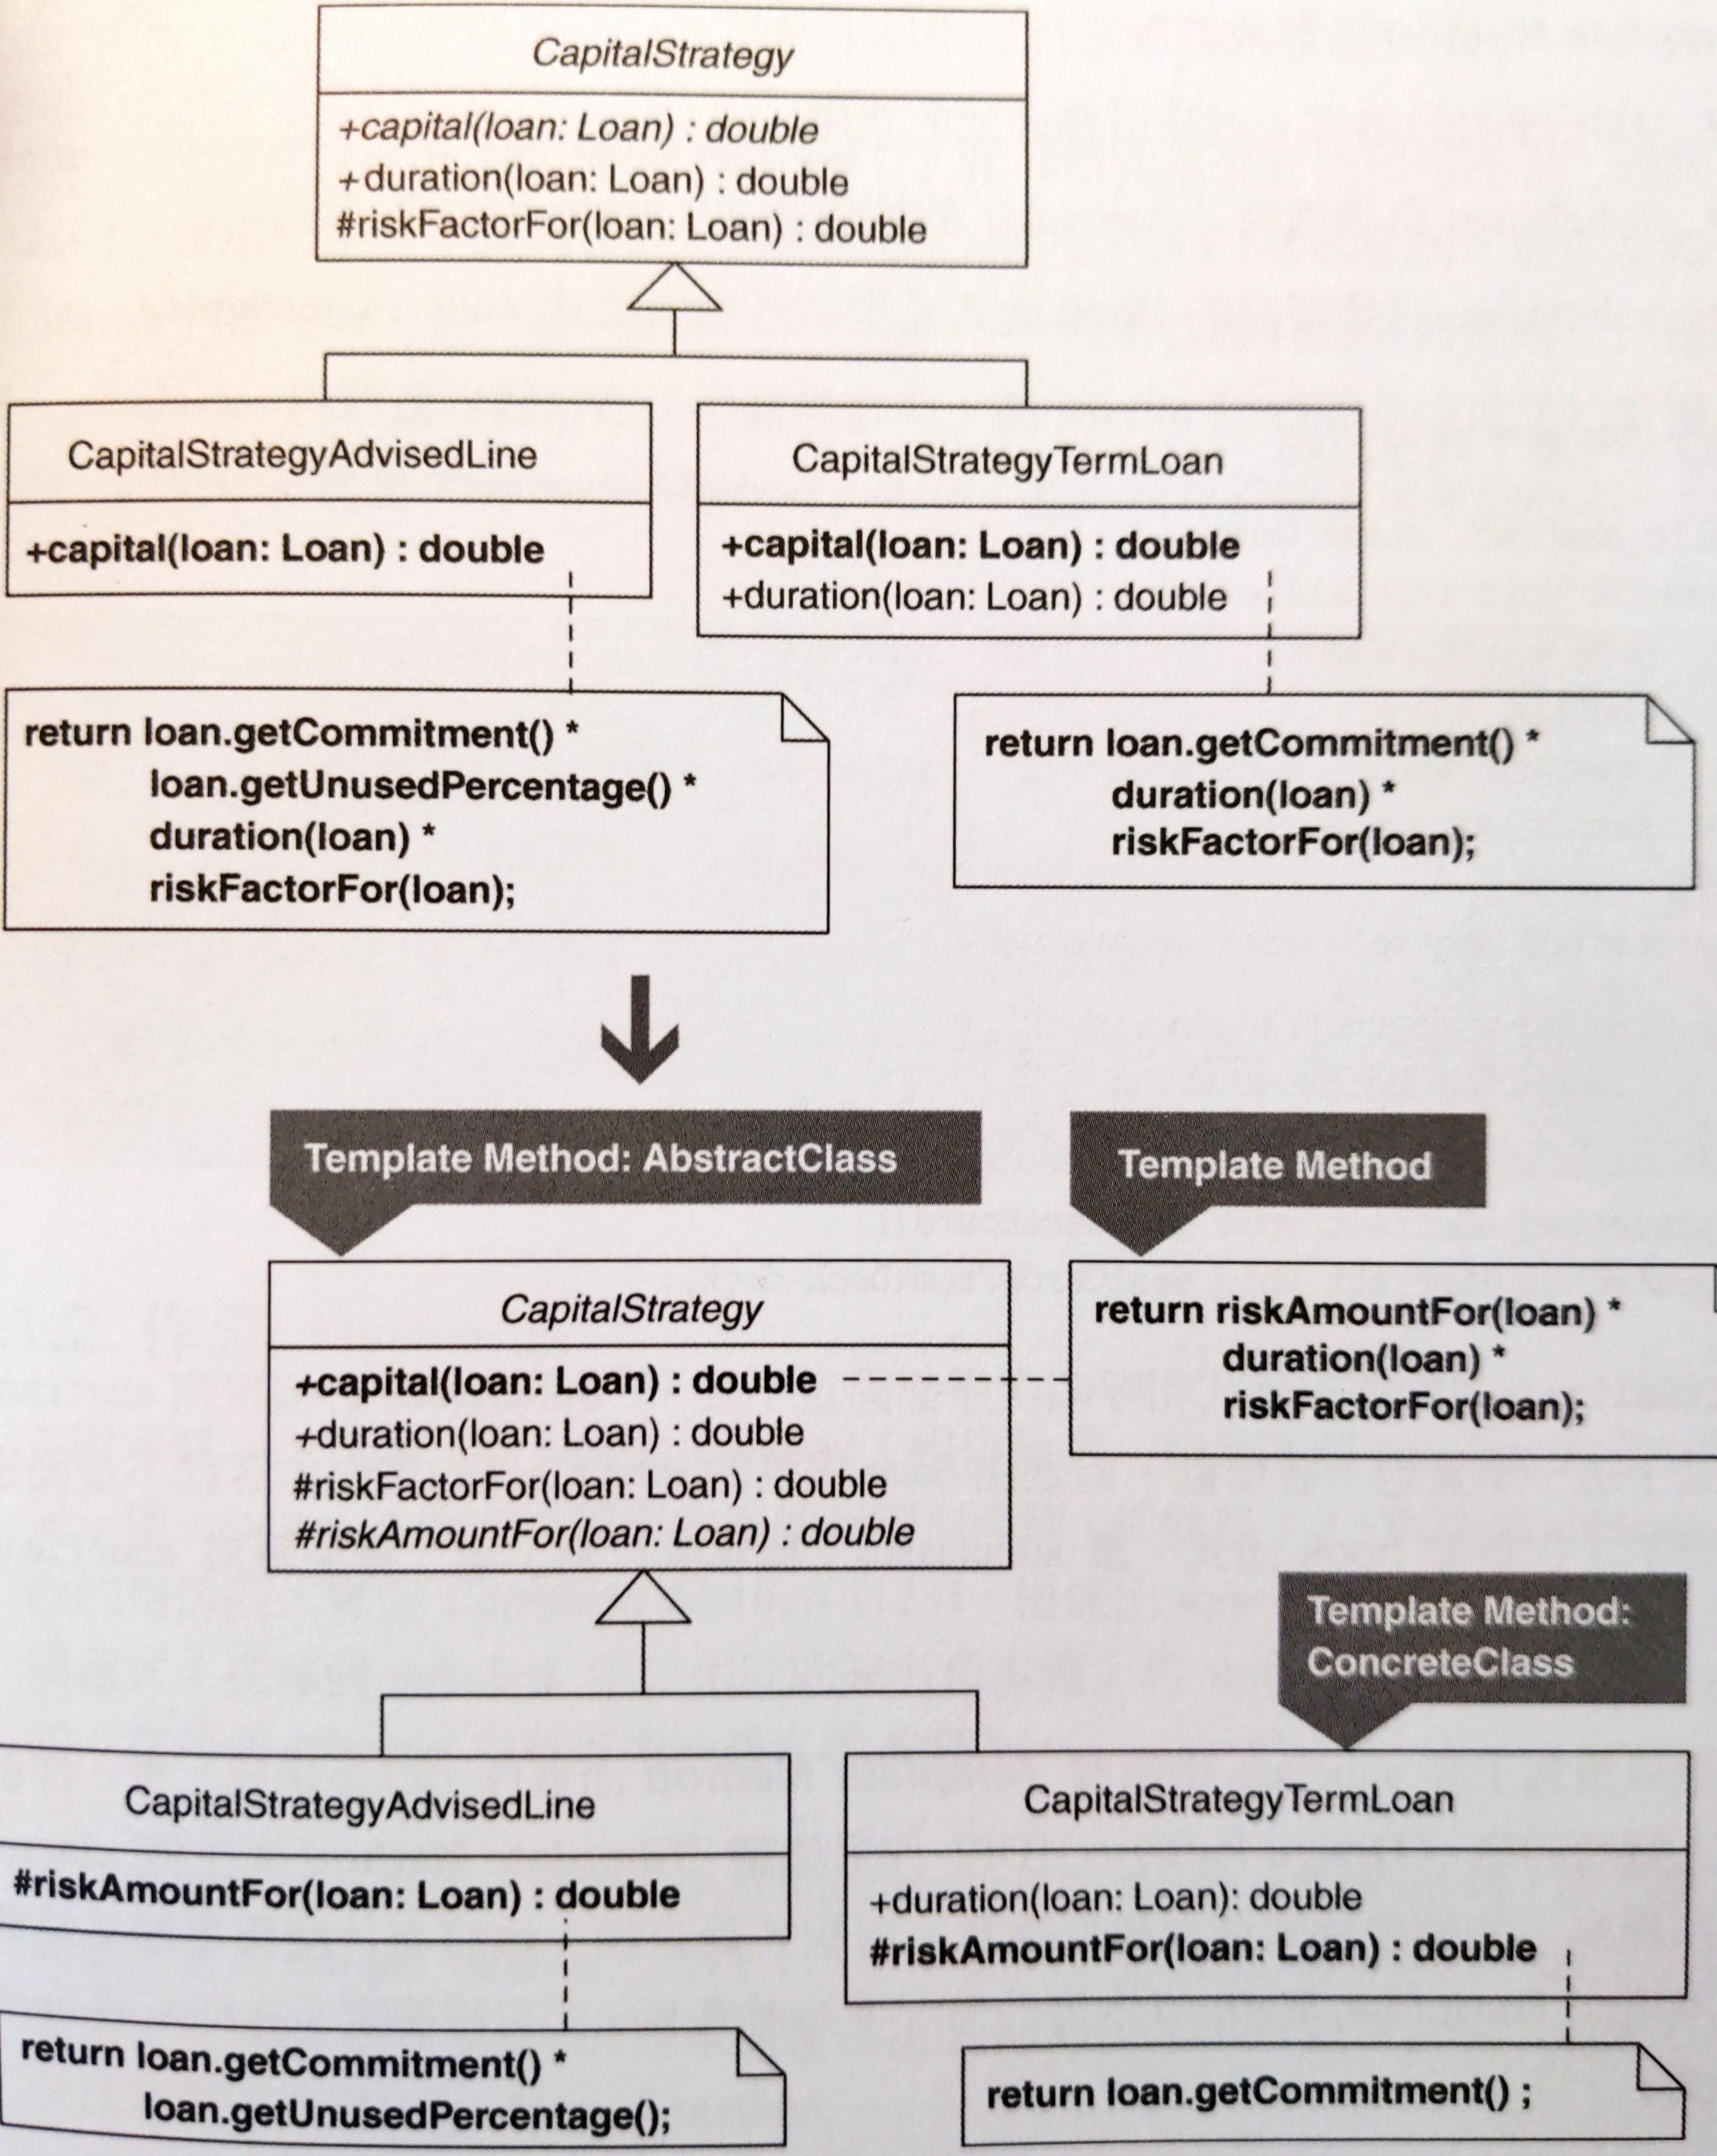 CapitalStrategy
+capital(loan: Loan) : double
+duration(loan: Loan) : double
#riskFactorFor(loan: Loan) : double
CapitalStrategyAdvisedLine
+capital(loan: Loan) : double
CapitalStrategyTermLoan
+capital(loan: Loan) : double
+duration(loan: Loan) : double
return loan.getCommitment() *
loan.getUnusedPercentage() *
duration(loan) *
riskFactorFor(loan);
return loan.getCommitment() *
duration(loan) *
riskFactorFor(loan);
Template Method: AbstractClass
Template Method
CapitalStrategy
+capital(loan: Loan) : double
+duration(loan: Loan) : double
#riskFactorFor(loan: Loan) : double
#riskAmountFor(loan: Loan) : double
return riskAmountFor(loan) *
duration(loan) *
riskFactorFor(loan);
Template Method:
ConcreteClass
CapitalStrategyAdvisedLine
#riskAmountFor(loan: Loan) : double
CapitalStrategyTermLoan
+duration(loan: Loan): double
#riskAmountFor(loan: Loan) : double
return loan.getCommitment() *
loan.getUnusedPercentage();
return loan.getCommitment() ;